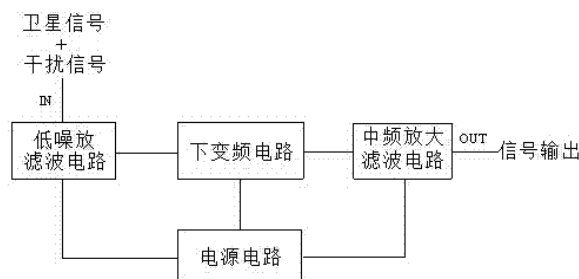 卫星信号
+
干扰信号
IN
低噪放
滤波电路
下变频电路
中频放大
滤波电路
OUT
信号输出
电源电路